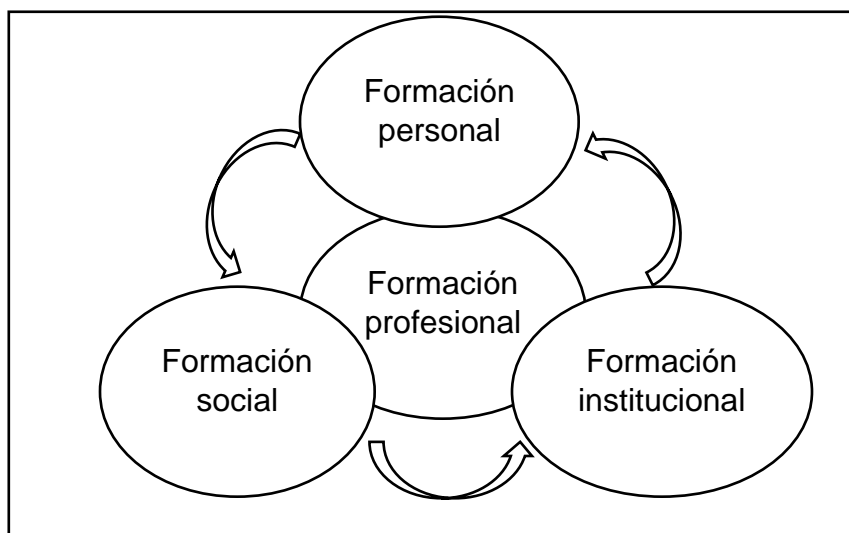 Formación
personal
Formación
profesional
Formación
social
Formación
institucional